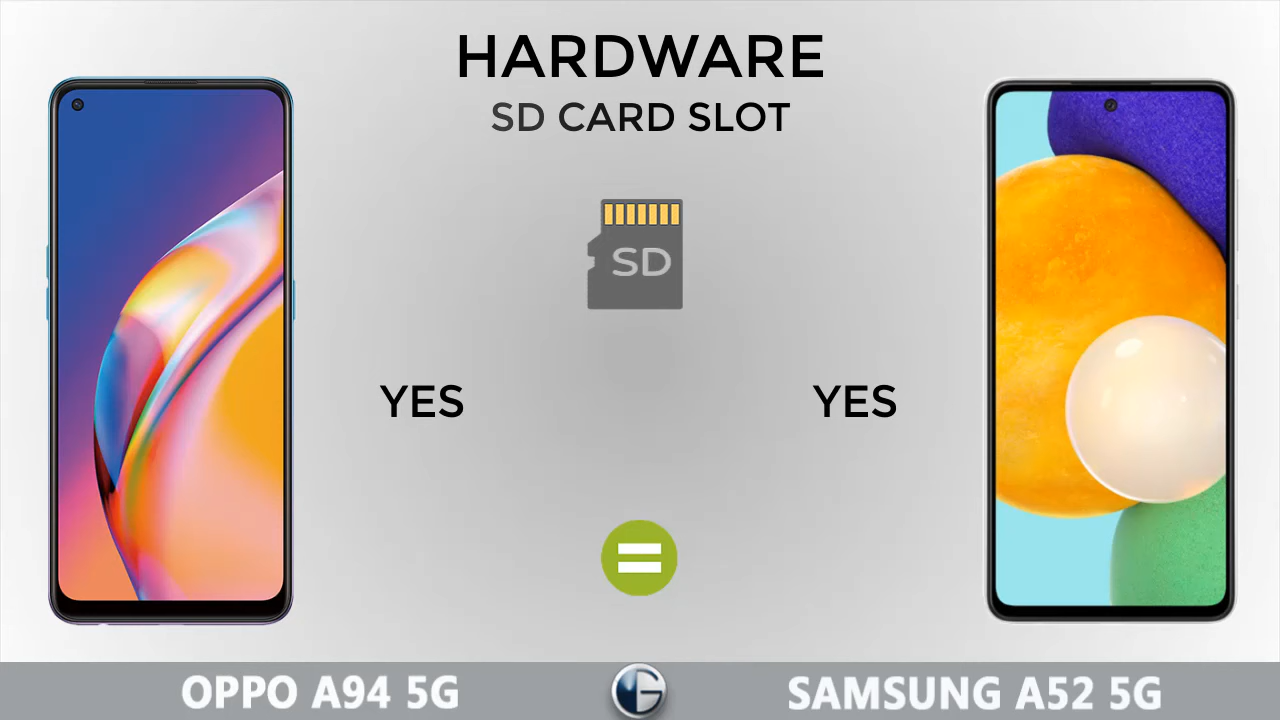 HARDWARE
SD CARD SLOT
SD
YES
YES
OPPO A94 5G
G
SAMSUNG A52 5G